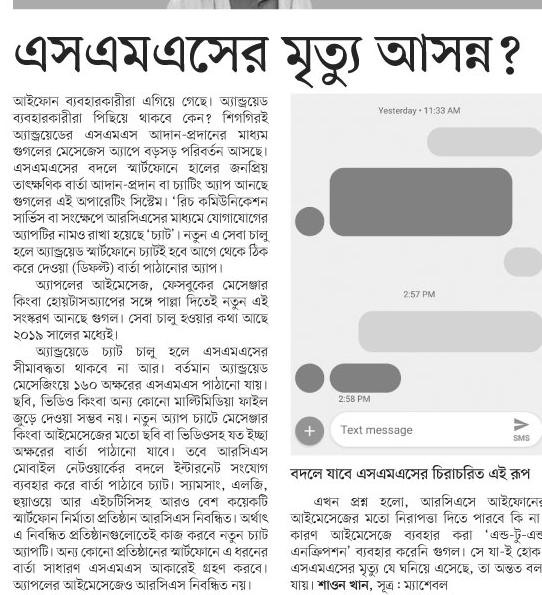 এসএমএসের মৃত্যু আসন্ন?
আইফোন ব্যবহারকারীরা এগিয়ে গেছে। অ্যান্ড্রয়েড
ব্যবহারকারীরা পিছিয়ে থাকবে কেন? শিগগিরই
অ্যান্ড্রয়েডের এসএমএস আদান-প্রদানের মাধ্যম
গুগলের মেসেজেস অ্যাপে বড়সড় পরিবর্তন আসছে।
এসএমএসের বদলে স্মার্টফোনে হালের জনপ্রিয়
তাৎক্ষণিক বার্তা আদান-প্রদান বা চ্যাটিং অ্যাপ আনছে
গুগলের এই অপারেটিং সিস্টেম। ‘রিচ কমিউনিকেশন
সার্ভিস বা সংক্ষেপে আরসিএসের মাধ্যমে যোগাযোগের
অ্যাপটির নামও রাখা হয়েছে ‘চ্যাট’। নতুন এ সেবা চালু
হলে অ্যান্ড্রয়েড স্মার্টফোনে চ্যাটই হবে আগে থেকে ঠিক
করে দেওয়া (ডিফল্ট) বার্তা পাঠানোর অ্যাপ।
অ্যাপলের আইমেসেজ, ফেসবুকের মেসেঞ্জার
কিংবা হোয়াটসঅ্যাপের সঙ্গে পাল্লা দিতেই নতুন এই
সংস্করণ আনছে গুগল। সেবা চালু হওয়ার কথা আছে
২০১৯ সালের মধ্যেই।
অ্যান্ড্রয়েডে চ্যাট চালু হলে এসএমএসের
সীমাবদ্ধতা থাকবে না আর। বর্তমান অ্যান্ড্রয়েড
মেসেজিংয়ে ১৬০ অক্ষরের এসএমএস পাঠানো যায়।
ছবি, ভিডিও কিংবা অন্য কোনো মাল্টিমিডিয়া ফাইল
জুড়ে দেওয়া সম্ভব নয়। নতুন অ্যাপ চ্যাটে মেসেঞ্জার
কিংবা আইমেসেজের মতো ছবি বা ভিডিওসহ যত ইচ্ছা
অক্ষরের বার্তা পাঠানো যাবে। তবে আরসিএস
মোবাইল নেটওয়ার্কের বদলে ইন্টারনেট সংযোগ
ব্যবহার করে বার্তা পাঠাবে চ্যাট। স্যামসাং, এলজি,
হুয়াওয়ে আর এইচটিসিসহ আরও বেশ কয়েকটি
স্মার্টফোন নির্মাতা প্রতিষ্ঠান আরসিএস নিবন্ধিত। অর্থাৎ
এ নিবন্ধিত প্রতিষ্ঠানগুলোতেই কাজ করবে নতুন চ্যাট
অ্যাপটি। অন্য কোনো প্রতিষ্ঠানের স্মার্টফোনে এ ধরনের
বার্তা সাধারণ এসএমএস আকারেই গ্রহণ করবে।
অ্যাপলের আইমেসেজেও আরসিএস নিবন্ধিত নয়।
Yesterday • 11:33 AM
2:57 PM
2:58 PM
+ Text message SMS
বদলে যাবে এসএমএসের চিরাচরিত এই রূপ
এখন প্রশ্ন হলো, আরসিএসে আইফোনের
আইমেসেজের মতো নিরাপত্তা দিতে পারবে কি না
কারণ আইমেসেজে ব্যবহার করা ‘এন্ড-টু-এন্ড
এনক্রিপশন’ ব্যবহার করেনি গুগল। সে যা-ই হোক
এসএমএসের মৃত্যু যে ঘনিয়ে এসেছে, তা অন্তত বলা
যায়। শাওন খান, সূত্র : ম্যাশেবল